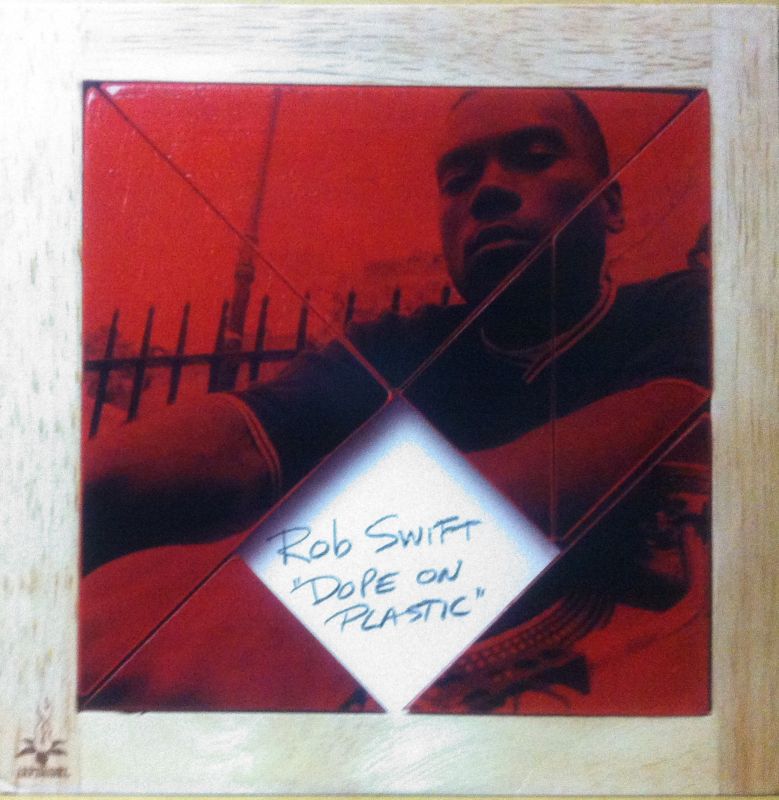 Rob Swift
"Dope on
Plastic"